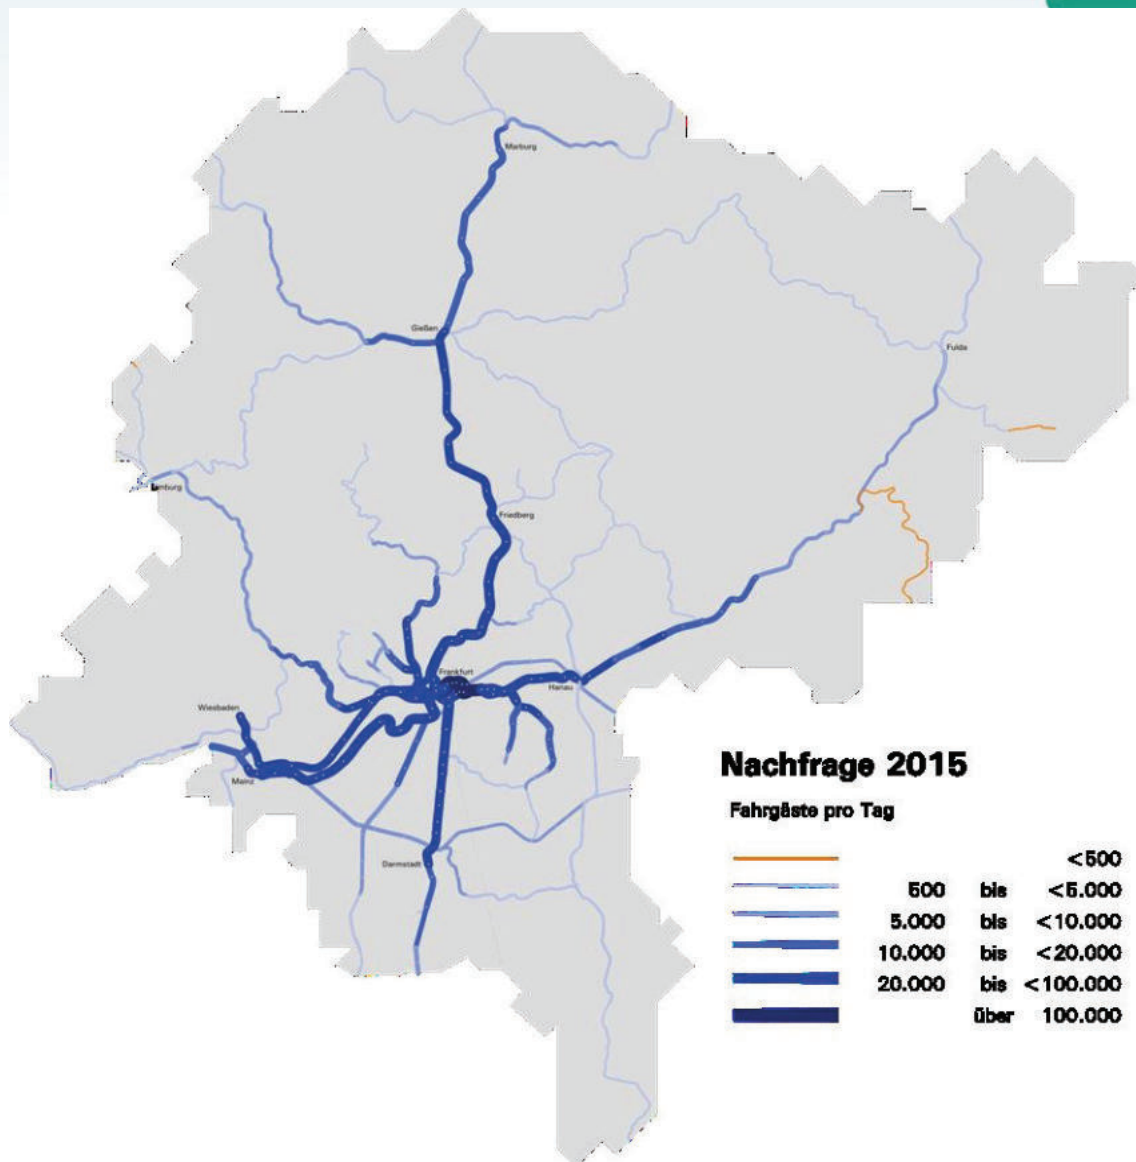 Marburg
Gießen
Fulda
Limburg
Friedberg
Frankfurt
Hanau
Wiesbaden
Mainz
Darmstadt
Nachfrage 2015
Fahrgäste pro Tag
<500
500 bis <5.000
5.000 bis <10.000
10.000 bis <20.000
20.000 bis <100.000
über 100.000